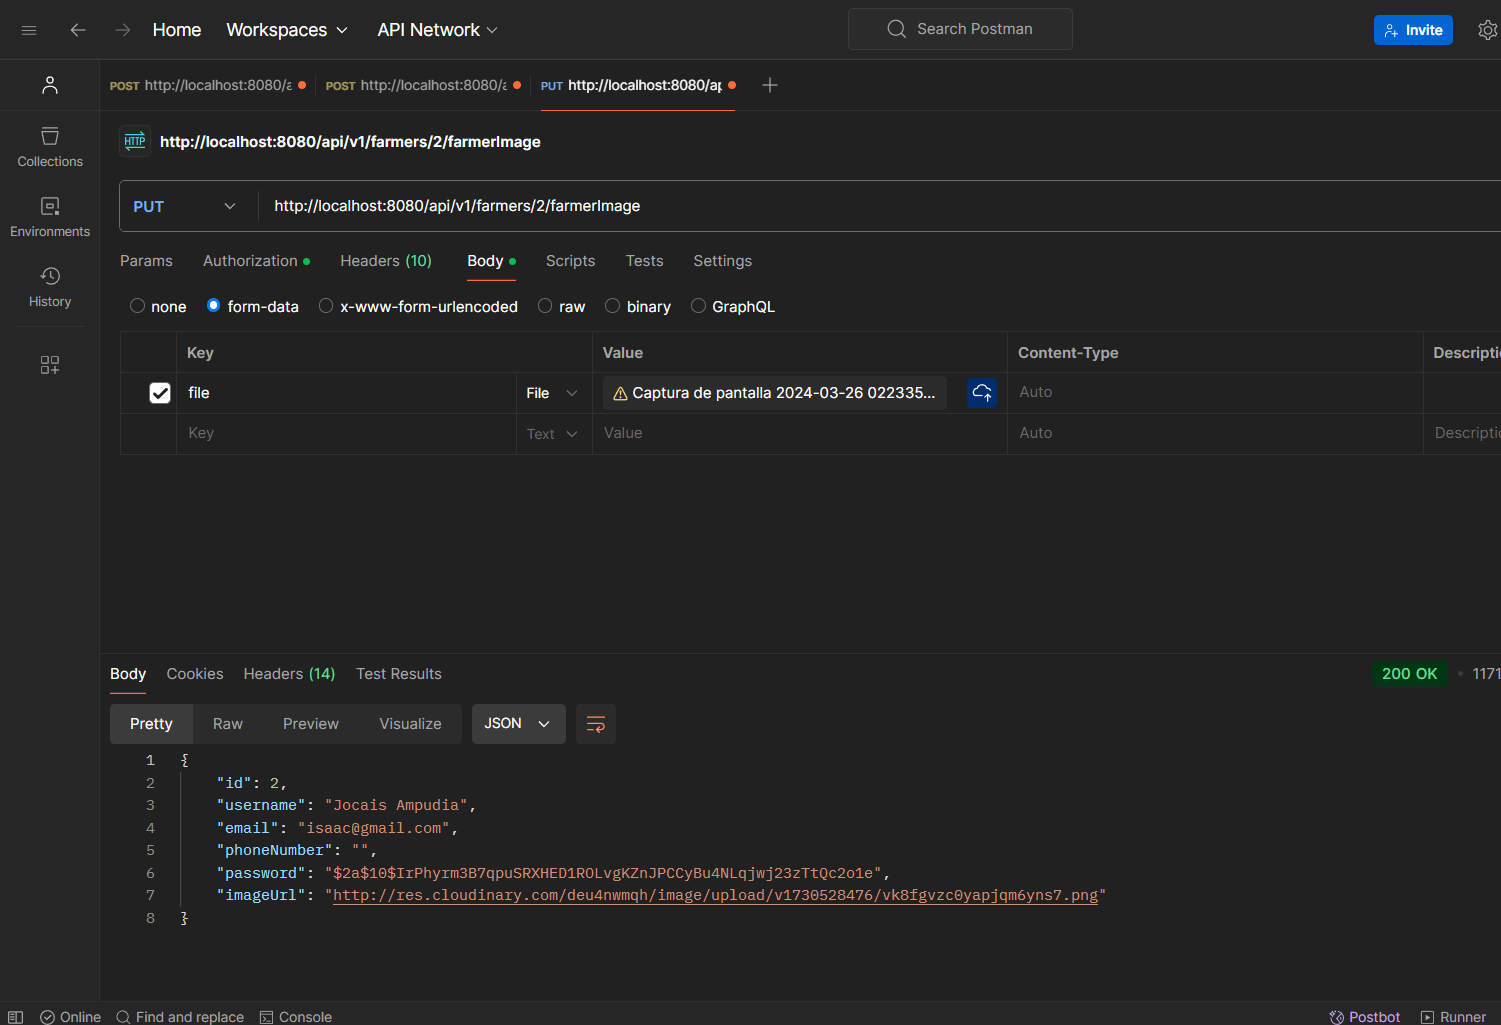 Home Workspaces API Network Search Postman Invite
POST http://localhost:8080/a POST http://localhost:8080/a PUT http://localhost:8080/ap
HTTP http://localhost:8080/api/v1/farmers/2/farmerImage
Collections
PUT http://localhost:8080/api/v1/farmers/2/farmerImage
Environments
Params Authorization Headers (10) Body Scripts Tests Settings
History
none form-data x-www-form-urlencoded raw binary GraphQL
Key Value Content-Type Descriptio
file File Captura de pantalla 2024-03-26 022335... Auto
Key Text Value Auto Descriptio
Body Cookies Headers (14) Test Results 200 OK • 1171
Pretty Raw Preview Visualize JSON
1 {
2 "id": 2,
3 "username": "Jocais Ampudia",
4 "email": "isaac@gmail.com",
5 "phoneNumber": "",
6 "password": "$2a$10$IrPhyrm3B7qpuSRXHED1ROLvgKZnJPCCyBu4NLqjwj23zTtQc2o1e",
7 "imageUrl": "http://res.cloudinary.com/deu4nwmqh/image/upload/v1730528476/vk8fgvzc0yapjqm6yns7.png"
8 }
Online Find and replace Console Postbot Runner